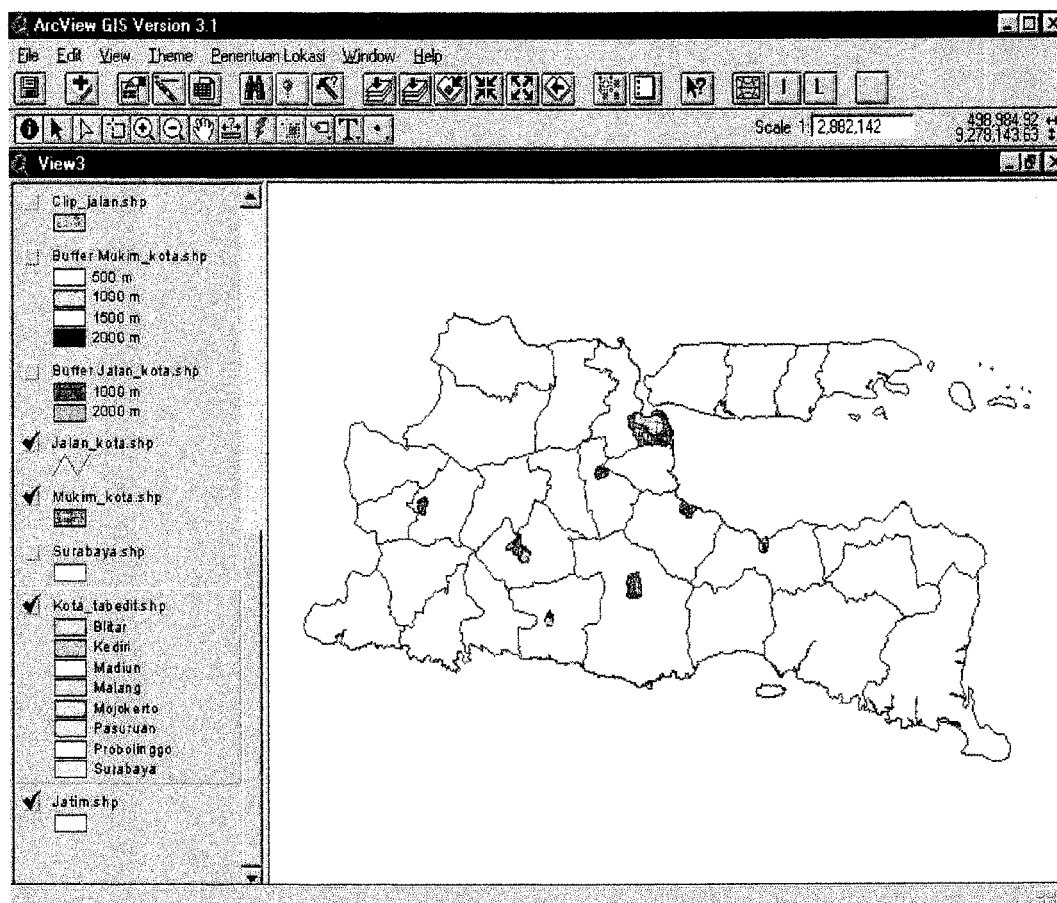 ArcView GIS Version 3.1
File Edit View Theme Penentuan Lokasi Window Help
I L
Scale 1: 2,882,142
498,984.92
9,278,143.63
View3
Clip_jalan.shp
Buffer Mukim_kota.shp
500 m
1000 m
1500 m
2000 m
Buffer Jalan_kota.shp
1000 m
2000 m
Jalan_kota.shp
Mukim_kota.shp
Surabaya.shp
Kota_tabedit.shp
Blitar
Kediri
Madiun
Malang
Mojokerto
Pasuruan
Probolinggo
Surabaya
Jatim.shp